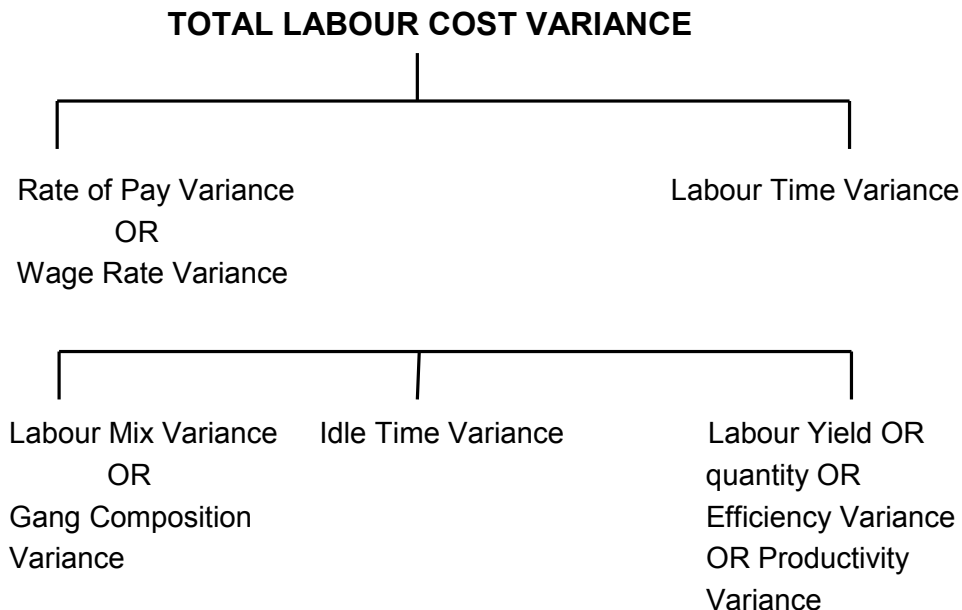 TOTAL LABOUR COST VARIANCE
Rate of Pay Variance
OR
Wage Rate Variance
Labour Time Variance
Labour Mix Variance
OR
Gang Composition
Variance
Idle Time Variance
Labour Yield OR
quantity OR
Efficiency Variance
OR Productivity
Variance